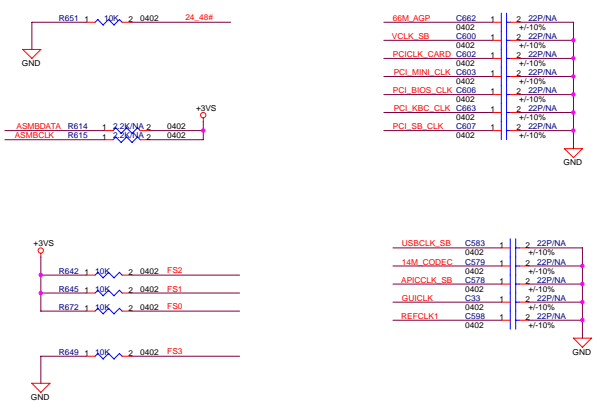 R651 1 10K 2 0402 24_48#
GND
+3VS
ASMBDATA R614 1 2.2K/NA 2 0402
ASMBCLK R615 1 2.2K/NA 2 0402
66M_AGP C662 1 2 22P/NA
0402 +/-10%
VCLK_SB C600 1 2 22P/NA
0402 +/-10%
PCICLK_CARD C602 1 2 22P/NA
0402 +/-10%
PCI_MINI_CLK C603 1 2 22P/NA
0402 +/-10%
PCI_BIOS_CLK C606 1 2 22P/NA
0402 +/-10%
PCI_KBC_CLK C663 1 2 22P/NA
0402 +/-10%
PCI_SB_CLK C607 1 2 22P/NA
0402 +/-10%
GND
+3VS
R642 1 10K 2 0402 FS2
R645 1 10K 2 0402 FS1
R672 1 10K 2 0402 FS0
R649 1 10K 2 0402 FS3
GND
USBCLK_SB C583 1 2 22P/NA
0402 +/-10%
14M_CODEC C579 1 2 22P/NA
0402 +/-10%
APICCLK_SB C578 1 2 22P/NA
0402 +/-10%
GUICLK C33 1 2 22P/NA
0402 +/-10%
REFCLK1 C598 1 2 22P/NA
0402 +/-10%
GND